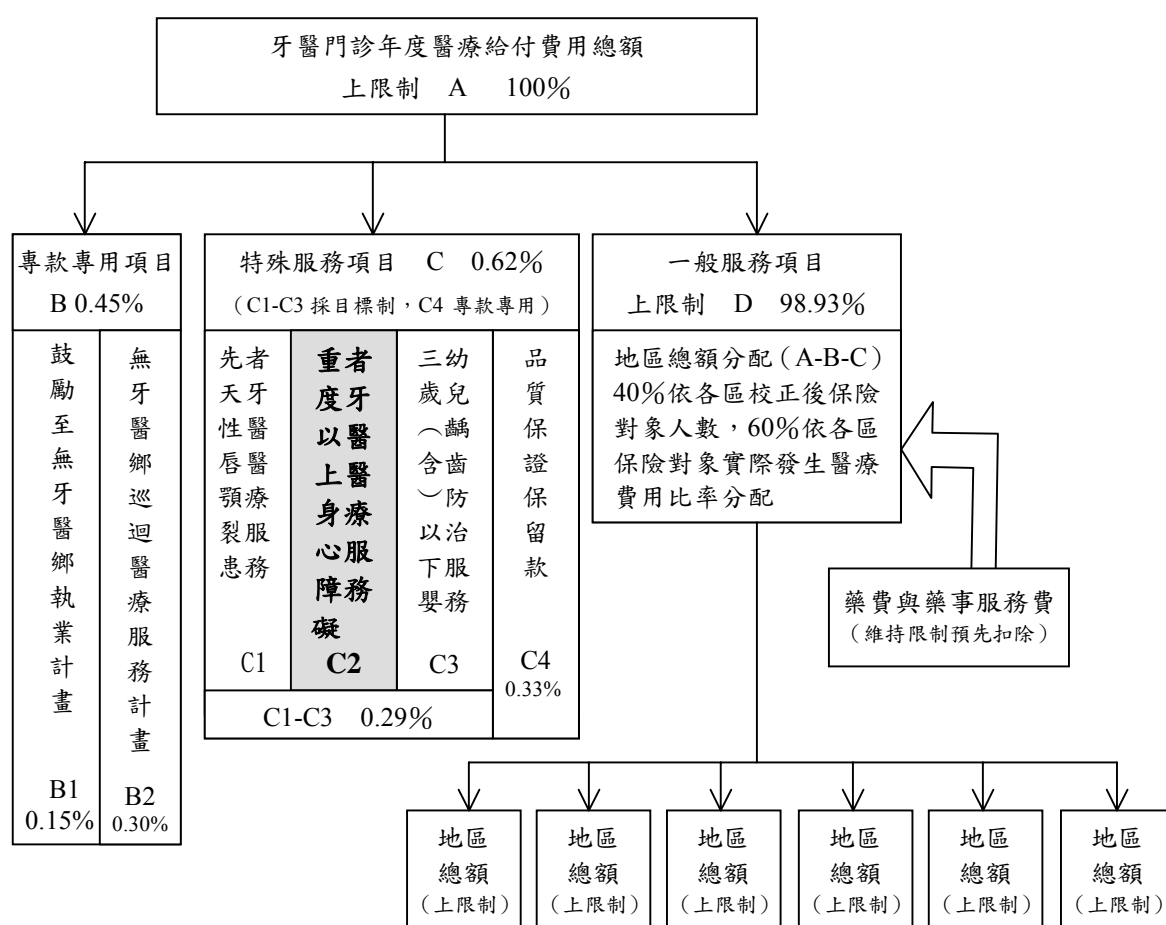 牙醫門診年度醫療給付費用總額
上限制 A 100%
專款專用項目
B 0.45%
鼓勵至無牙醫鄉執業計畫
B1
0.15%
無牙醫鄉巡迴醫療服務計畫
B2
0.30%
特殊服務項目 C 0.62%
（C1-C3 採目標制，C4 專款專用）
先天性唇顎裂患
者牙醫醫療服務
C1
重度以上身心障礙
者牙醫醫療服務
C2
三歲（含）以下嬰
幼兒齲齒防治服務
C3
C1-C3 0.29%
品質保證保留款
C4
0.33%
一般服務項目
上限制 D 98.93%
地區總額分配（A-B-C）
40%依各區校正後保險
對象人數，60%依各區
保險對象實際發生醫療
費用比率分配
藥費與藥事服務費
（維持限制預先扣除）
地區
總額
（上限制）
地區
總額
（上限制）
地區
總額
（上限制）
地區
總額
（上限制）
地區
總額
（上限制）
地區
總額
（上限制）